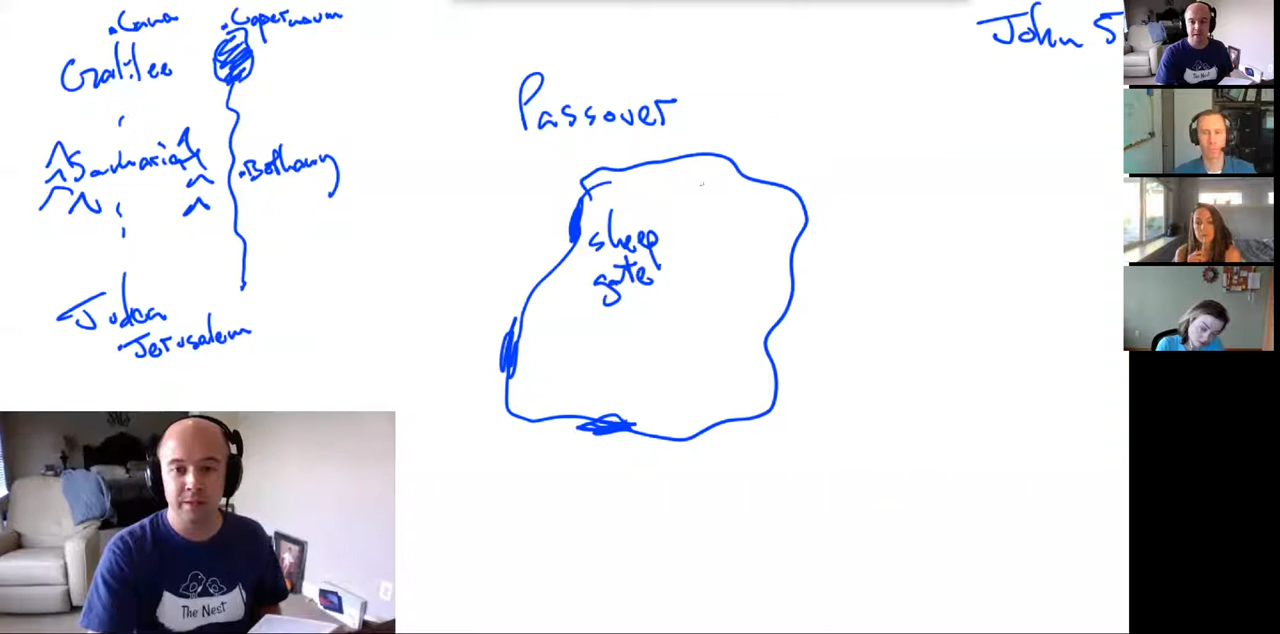 .Cana
.Capernaum
Galilee
Samaria
.Bethany
Judea
.Jerusalem
Passover
sheep
gate
John 5
The Nest
The Nest